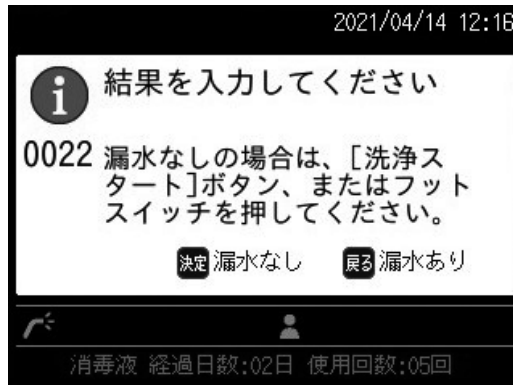 2021/04/14 12:16
結果を入力してください
0022 漏水なしの場合は、[洗浄ス
タート]ボタン、またはフット
スイッチを押してください。
決定 漏水なし 戻る 漏水あり
消毒液 経過日数:02日 使用回数:05回